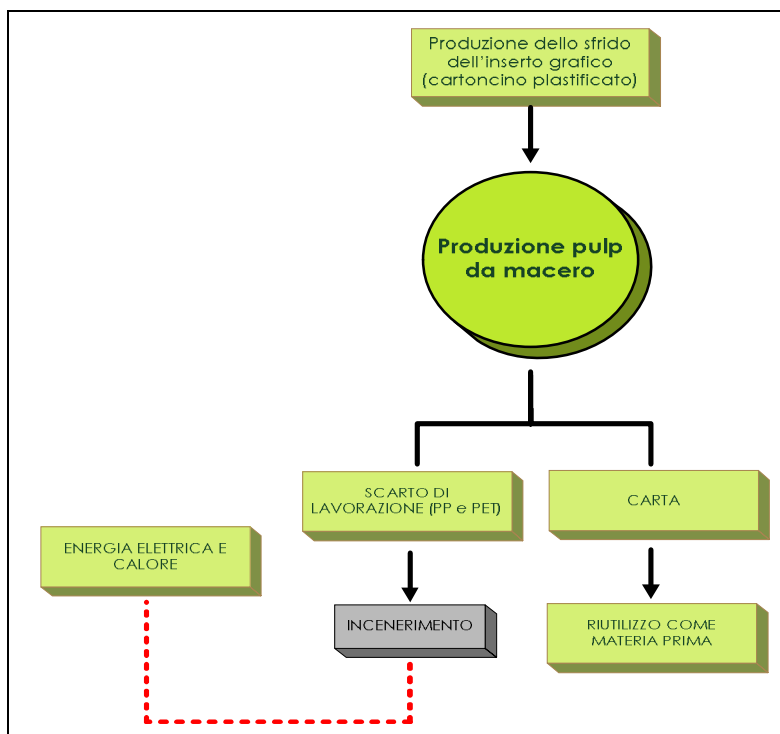 Produzione dello sfrido
dell'inserto grafico
(cartoncino plastificato)
Produzione pulp
da macero
SCARTO DI
LAVORAZIONE (PP e PET)
CARTA
ENERGIA ELETTRICA E
CALORE
INCENERIMENTO
RIUTILIZZO COME
MATERIA PRIMA